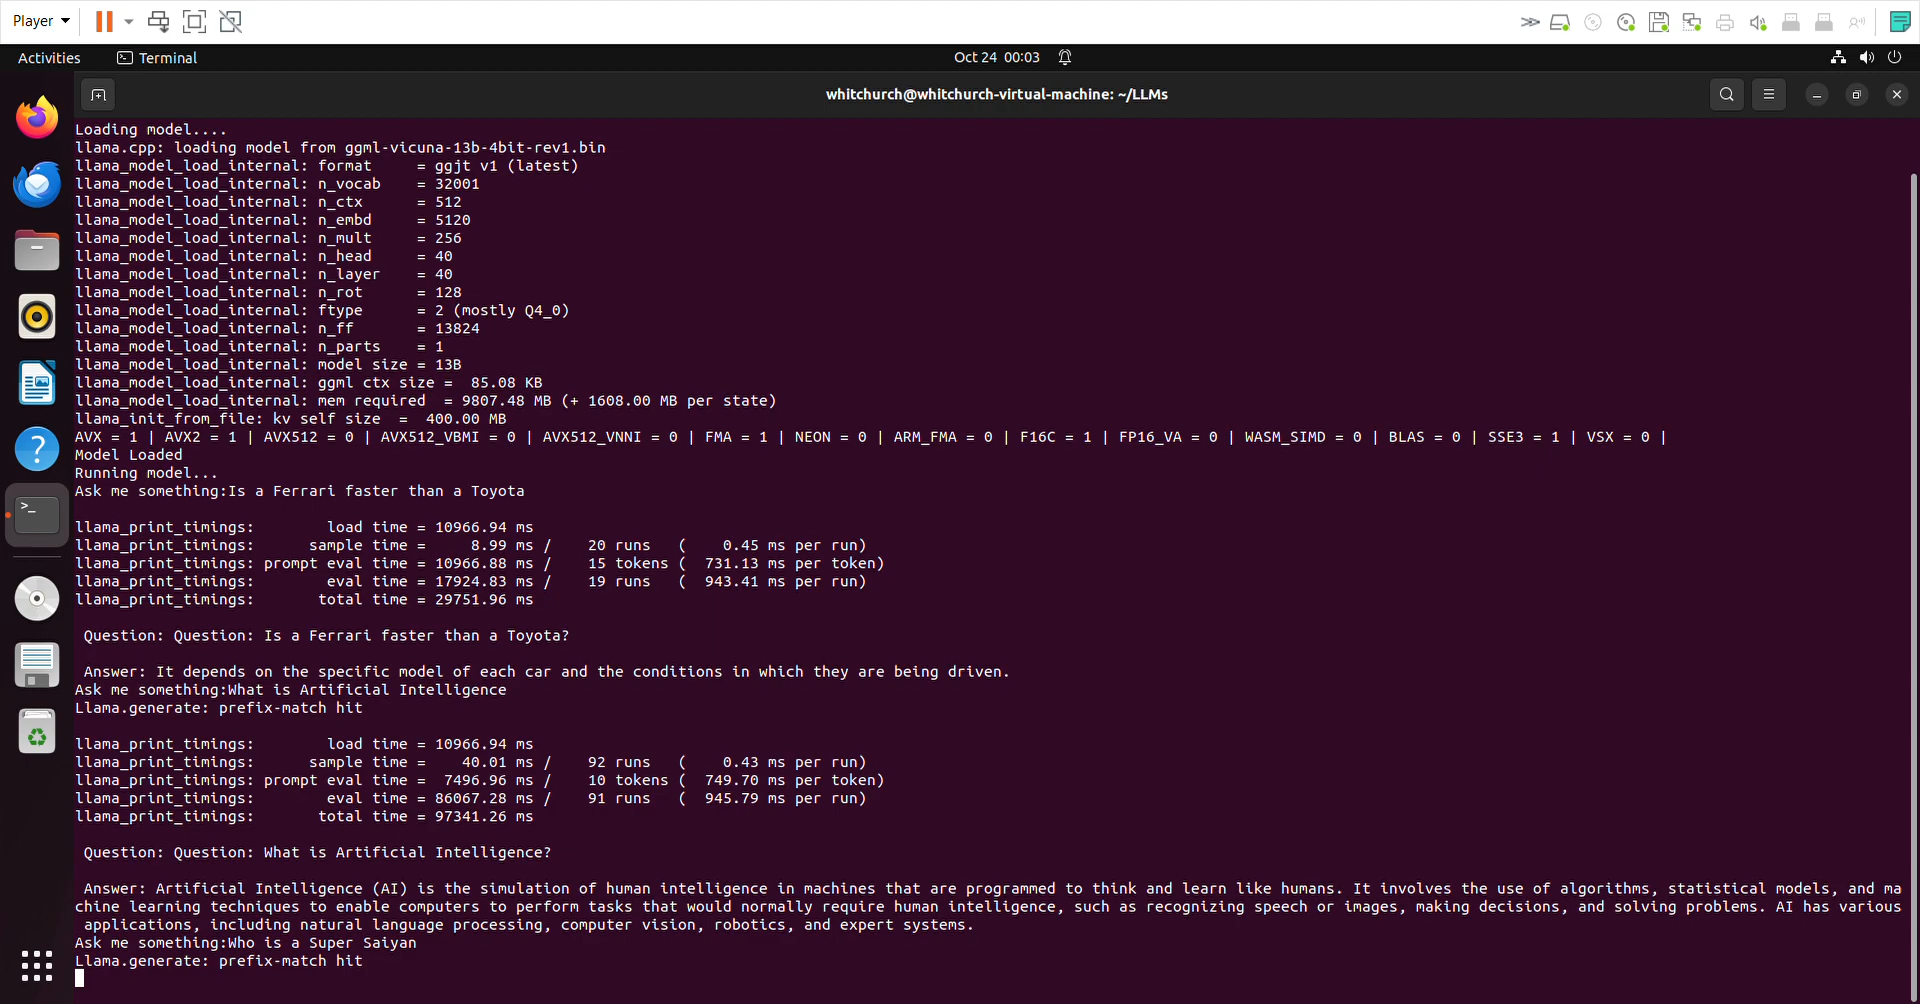 Player
Activities Terminal Oct 24 00:03
whitchurch@whitchurch-virtual-machine: ~/LLMs
Loading model....
llama.cpp: loading model from ggml-vicuna-13b-4bit-rev1.bin
llama_model_load_internal: format     = ggjt v1 (latest)
llama_model_load_internal: n_vocab    = 32001
llama_model_load_internal: n_ctx      = 512
llama_model_load_internal: n_embd     = 5120
llama_model_load_internal: n_mult     = 256
llama_model_load_internal: n_head     = 40
llama_model_load_internal: n_layer    = 40
llama_model_load_internal: n_rot      = 128
llama_model_load_internal: ftype      = 2 (mostly Q4_0)
llama_model_load_internal: n_ff       = 13824
llama_model_load_internal: n_parts    = 1
llama_model_load_internal: model size = 13B
llama_model_load_internal: ggml ctx size =  85.08 KB
llama_model_load_internal: mem required  = 9807.48 MB (+ 1608.00 MB per state)
llama_init_from_file: kv self size  =  400.00 MB
AVX = 1 | AVX2 = 1 | AVX512 = 0 | AVX512_VBMI = 0 | AVX512_VNNI = 0 | FMA = 1 | NEON = 0 | ARM_FMA = 0 | F16C = 1 | FP16_VA = 0 | WASM_SIMD = 0 | BLAS = 0 | SSE3 = 1 | VSX = 0 |
Model Loaded
Running model...
Ask me something:Is a Ferrari faster than a Toyota
llama_print_timings:        load time = 10966.94 ms
llama_print_timings:      sample time =     8.99 ms /    20 runs   (    0.45 ms per run)
llama_print_timings: prompt eval time = 10966.88 ms /    15 tokens (  731.13 ms per token)
llama_print_timings:        eval time = 17924.83 ms /    19 runs   (  943.41 ms per run)
llama_print_timings:       total time = 29751.96 ms
Question: Question: Is a Ferrari faster than a Toyota?
Answer: It depends on the specific model of each car and the conditions in which they are being driven.
Ask me something:What is Artificial Intelligence
Llama.generate: prefix-match hit
llama_print_timings:        load time = 10966.94 ms
llama_print_timings:      sample time =    40.01 ms /    92 runs   (    0.43 ms per run)
llama_print_timings: prompt eval time =  7496.96 ms /    10 tokens (  749.70 ms per token)
llama_print_timings:        eval time = 86067.28 ms /    91 runs   (  945.79 ms per run)
llama_print_timings:       total time = 97341.26 ms
Question: Question: What is Artificial Intelligence?
Answer: Artificial Intelligence (AI) is the simulation of human intelligence in machines that are programmed to think and learn like humans. It involves the use of algorithms, statistical models, and ma
chine learning techniques to enable computers to perform tasks that would normally require human intelligence, such as recognizing speech or images, making decisions, and solving problems. AI has various
applications, including natural language processing, computer vision, robotics, and expert systems.
Ask me something:Who is a Super Saiyan
Llama.generate: prefix-match hit